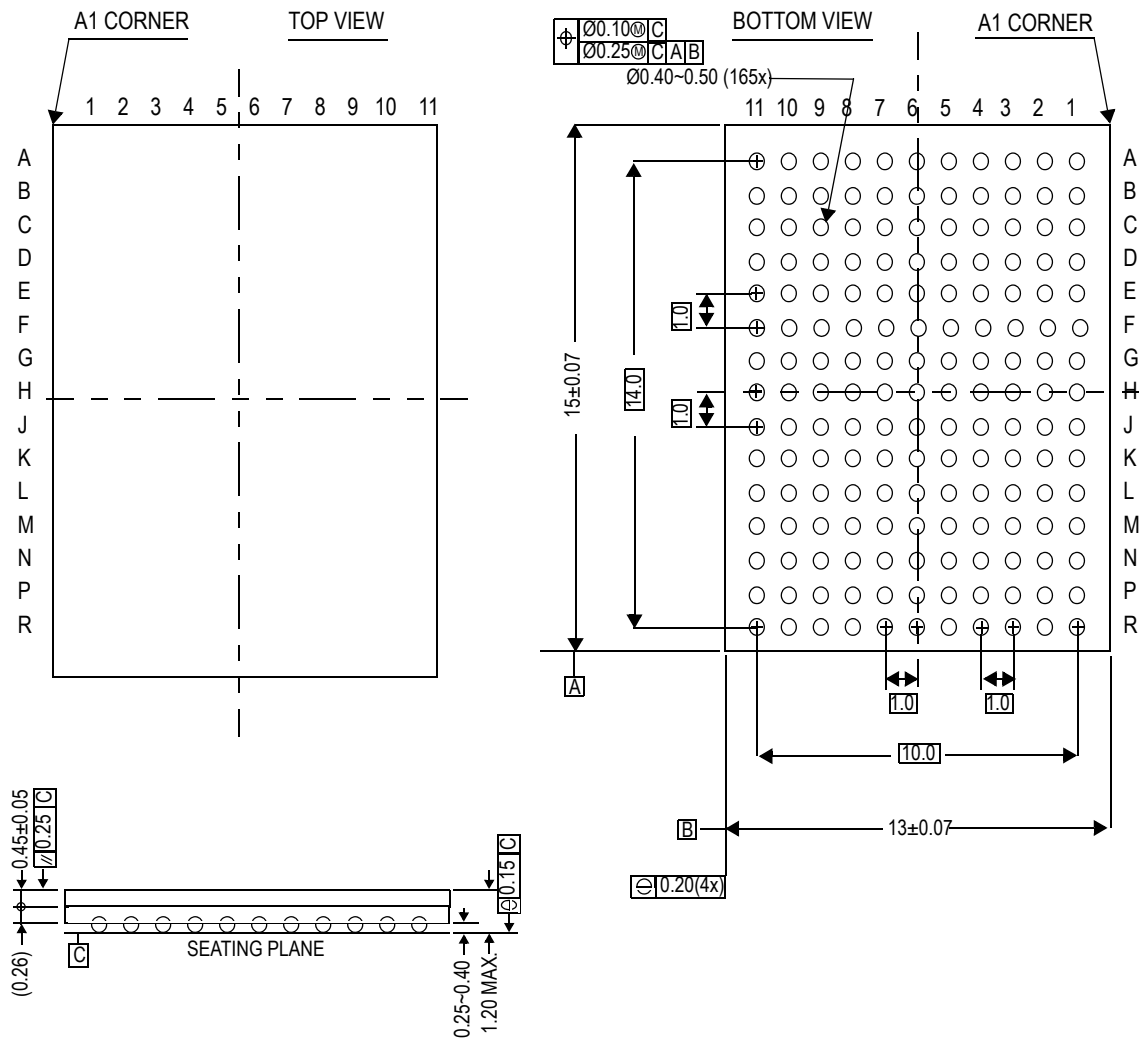 A1 CORNER
TOP VIEW
1 2 3 4 5 6 7 8 9 10 11
A
B
C
D
E
F
G
H
J
K
L
M
N
P
R
Ø0.10Ⓜ C
Ø0.25Ⓜ C A B
BOTTOM VIEW
A1 CORNER
Ø0.40~0.50 (165x)
11 10 9 8 7 6 5 4 3 2 1
A
B
C
D
E
F
G
H
J
K
L
M
N
P
R
1.0
1.0
14.0
15±0.07
A
1.0
1.0
10.0
B
13±0.07
0.20(4x)
0.45±0.05
// 0.25 C
(0.26)
C
SEATING PLANE
0.15 C
0.25~0.40
1.20 MAX.